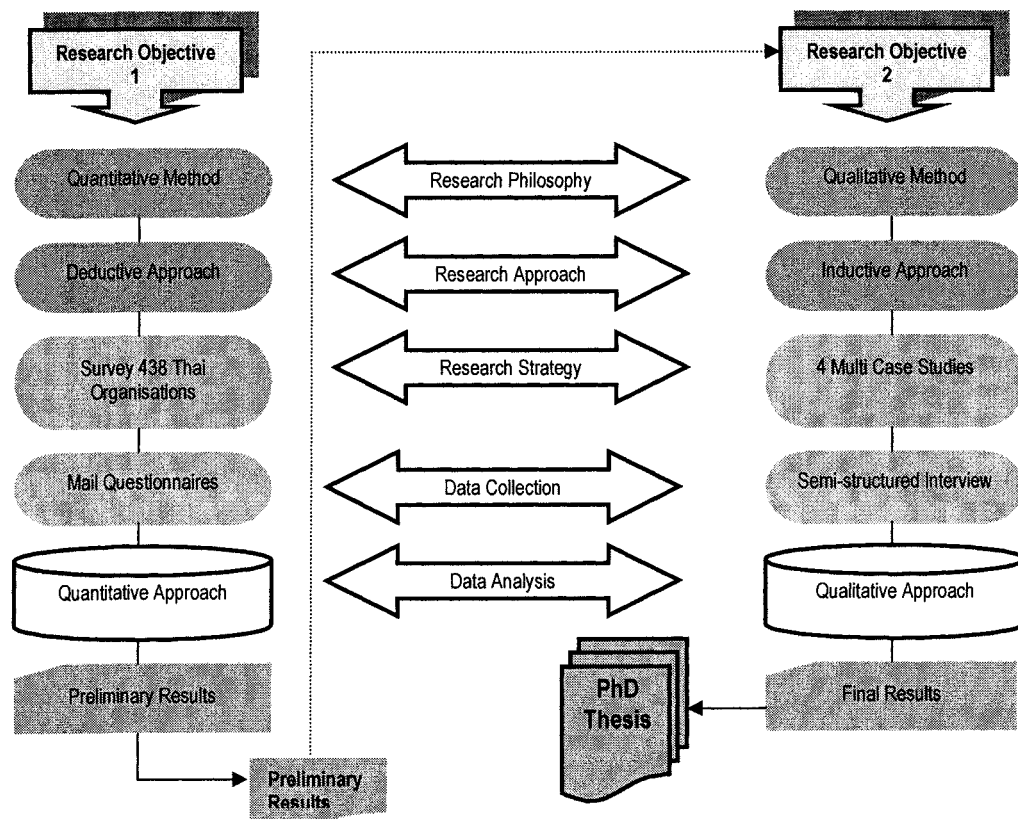 Research Objective
1
Research Objective
2
Quantitative Method
Research Philosophy
Qualitative Method
Deductive Approach
Research Approach
Inductive Approach
Survey 438 Thai
Organisations
Research Strategy
4 Multi Case Studies
Mail Questionnaires
Data Collection
Semi-structured Interview
Quantitative Approach
Data Analysis
Qualitative Approach
Preliminary Results
PhD
Thesis
Final Results
Preliminary
Results